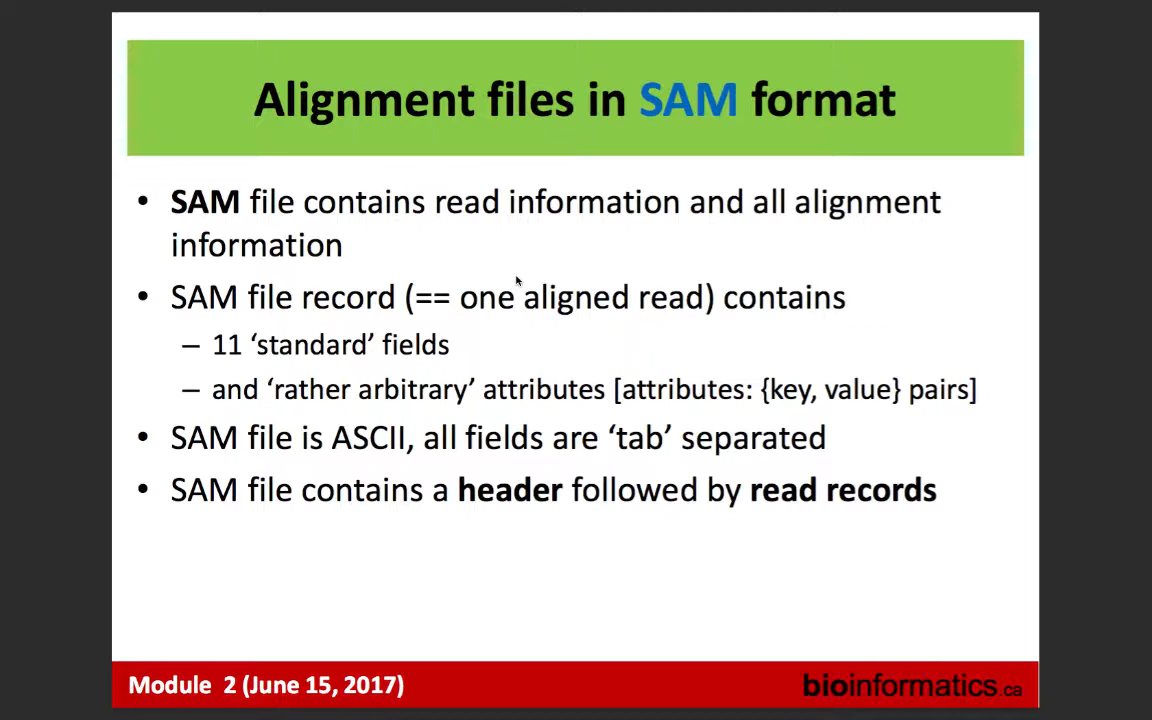 Alignment files in SAM format
• SAM file contains read information and all alignment
information
• SAM file record (== one aligned read) contains
– 11 ‘standard’ fields
– and ‘rather arbitrary’ attributes [attributes: {key, value} pairs]
• SAM file is ASCII, all fields are ‘tab’ separated
• SAM file contains a header followed by read records
Module 2 (June 15, 2017)
bioinformatics.ca